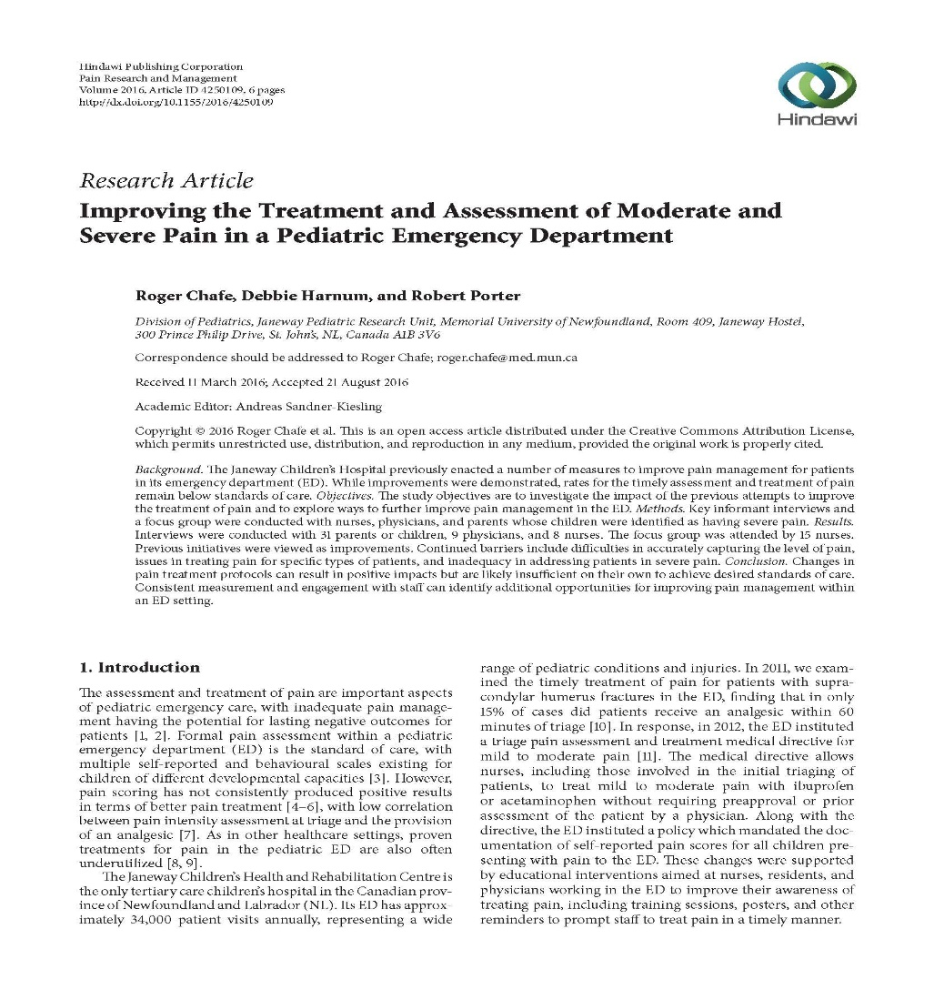 Hindawi Publishing Corporation
Pain Research and Management
Volume 2016, Article ID 4250109, 6 pages
http://dx.doi.org/10.1155/2016/4250109
Hindawi
Research Article
Improving the Treatment and Assessment of Moderate and
Severe Pain in a Pediatric Emergency Department
Roger Chafe, Debbie Harnum, and Robert Porter
Division of Pediatrics, Janeway Pediatric Research Unit, Memorial University of Newfoundland, Room 409, Janeway Hostel,
300 Prince Philip Drive, St. John's, NL, Canada A1B 3V6
Correspondence should be addressed to Roger Chafe; roger.chafe@med.mun.ca
Received 11 March 2016; Accepted 21 August 2016
Academic Editor: Andreas Sandner-Kiesling
Copyright © 2016 Roger Chafe et al. This is an open access article distributed under the Creative Commons Attribution License,
which permits unrestricted use, distribution, and reproduction in any medium, provided the original work is properly cited.
Background. The Janeway Children's Hospital previously enacted a number of measures to improve pain management for patients
in its emergency department (ED). While improvements were demonstrated, rates for the timely assessment and treatment of pain
remain below standards of care. Objectives. The study objectives are to investigate the impact of the previous attempts to improve
the treatment of pain and to explore ways to further improve pain management in the ED. Methods. Key informant interviews and
a focus group were conducted with nurses, physicians, and parents whose children were identified as having severe pain. Results.
Interviews were conducted with 31 parents or children, 9 physicians, and 8 nurses. The focus group was attended by 15 nurses.
Previous initiatives were viewed as improvements. Continued barriers include difficulties in accurately capturing the level of pain,
issues in treating pain for specific types of patients, and inadequacy in addressing patients in severe pain. Conclusion. Changes in
pain treatment protocols can result in positive impacts but are likely insufficient on their own to achieve desired standards of care.
Consistent measurement and engagement with staff can identify additional opportunities for improving pain management within
an ED setting.
1. Introduction
The assessment and treatment of pain are important aspects
of pediatric emergency care, with inadequate pain manage-
ment having the potential for lasting negative outcomes for
patients [1, 2]. Formal pain assessment within a pediatric
emergency department (ED) is the standard of care, with
multiple self-reported and behavioural scales existing for
children of different developmental capacities [3]. However,
pain scoring has not consistently produced positive results
in terms of better pain treatment [4–6], with low correlation
between pain intensity assessment at triage and the provision
of an analgesic [7]. As in other healthcare settings, proven
treatments for pain in the pediatric ED are also often
underutilized [8, 9].
The Janeway Children's Health and Rehabilitation Centre is
the only tertiary care children's hospital in the Canadian prov-
ince of Newfoundland and Labrador (NL). Its ED has approx-
imately 34,000 patient visits annually, representing a wide
range of pediatric conditions and injuries. In 2011, we exam-
ined the timely treatment of pain for patients with supra-
condylar humerus fractures in the ED, finding that in only
15% of cases did patients receive an analgesic within 60
minutes of triage [10]. In response, in 2012, the ED instituted
a triage pain assessment and treatment medical directive for
mild to moderate pain [11]. The medical directive allows
nurses, including those involved in the initial triaging of
patients, to treat mild to moderate pain with ibuprofen
or acetaminophen without requiring preapproval or prior
assessment of the patient by a physician. Along with the
directive, the ED instituted a policy which mandated the doc-
umentation of self-reported pain scores for all children pre-
senting with pain to the ED. These changes were supported
by educational interventions aimed at nurses, residents, and
physicians working in the ED to improve their awareness of
treating pain, including training sessions, posters, and other
reminders to prompt staff to treat pain in a timely manner.